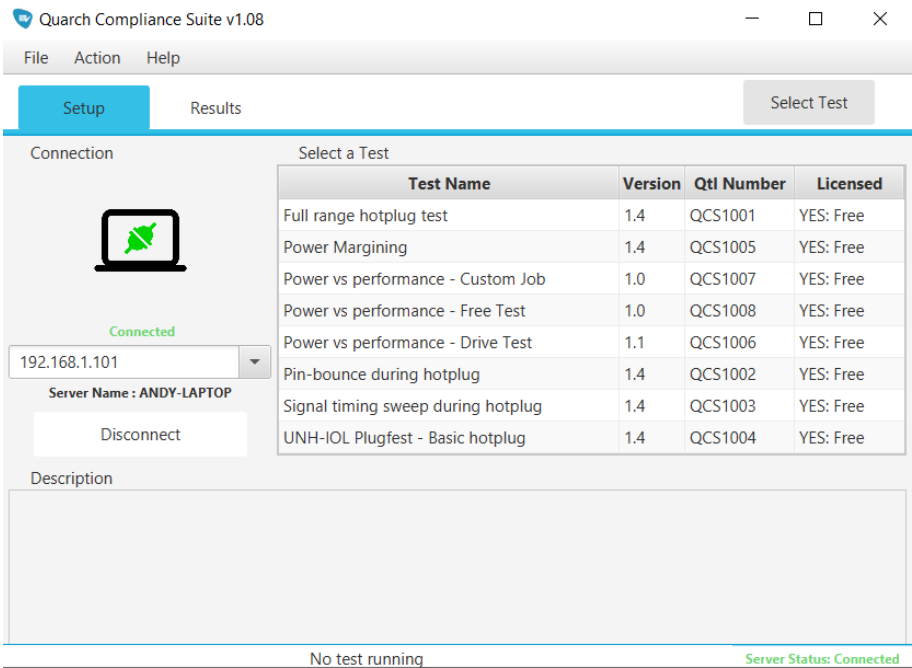 Quarch Compliance Suite v1.08
File Action Help
Setup Results Select Test
Connection
Select a Test
Test Name Version Qtl Number Licensed
Full range hotplug test 1.4 QCS1001 YES: Free
Power Margining 1.4 QCS1005 YES: Free
Power vs performance - Custom Job 1.0 QCS1007 YES: Free
Power vs performance - Free Test 1.0 QCS1008 YES: Free
Power vs performance - Drive Test 1.1 QCS1006 YES: Free
Pin-bounce during hotplug 1.4 QCS1002 YES: Free
Signal timing sweep during hotplug 1.4 QCS1003 YES: Free
UNH-IOL Plugfest - Basic hotplug 1.4 QCS1004 YES: Free
Connected
192.168.1.101
Server Name : ANDY-LAPTOP
Disconnect
Description
No test running
Server Status: Connected